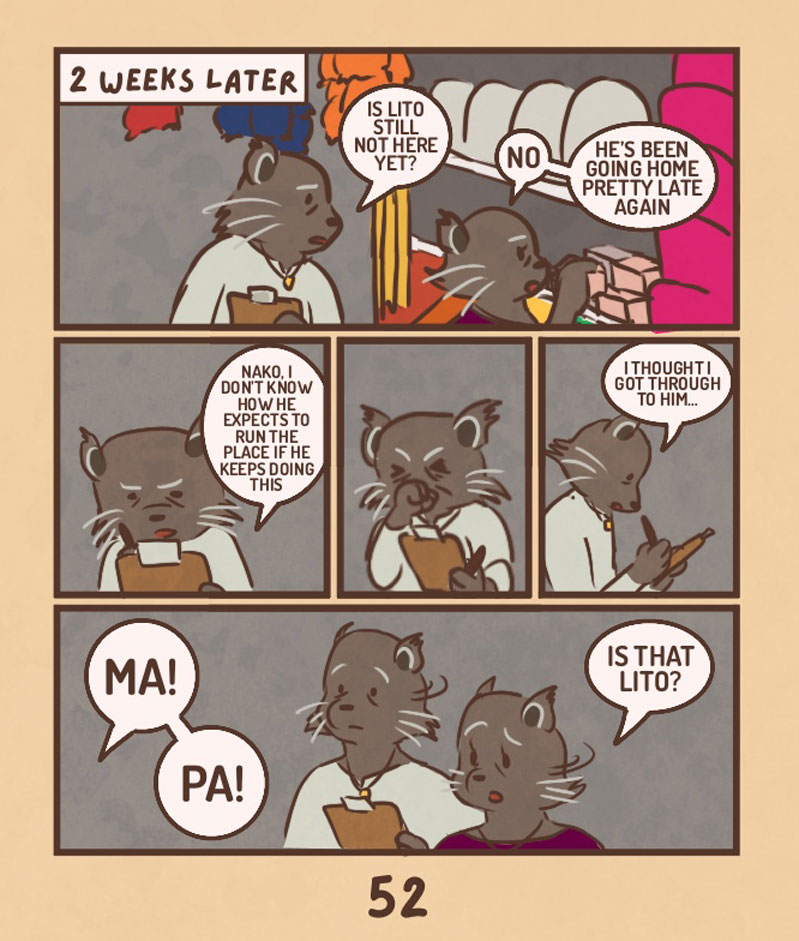 2 WEEKS LATER
IS LITO
STILL
NOT HERE
YET?
NO
HE'S BEEN
GOING HOME
PRETTY LATE
AGAIN
NAKO, I
DON'T KNOW
HOW HE
EXPECTS TO
RUN THE
PLACE IF HE
KEEPS DOING
THIS
I THOUGHT I
GOT THROUGH
TO HIM...
MA!
PA!
IS THAT
LITO?
52